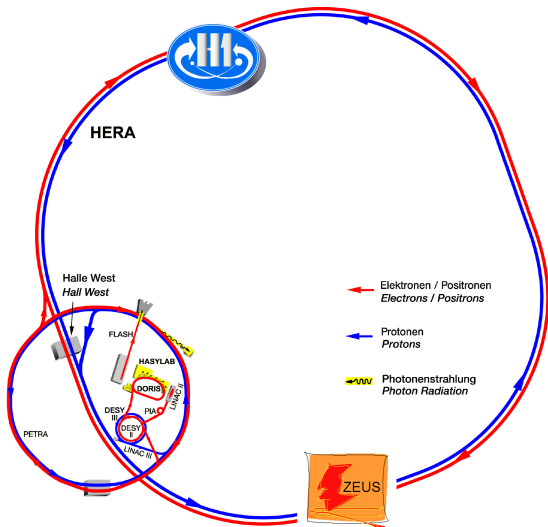 H1
HERA
Halle West
Hall West
Elektronen / Positronen
Electrons / Positrons
FLASH
Protonen
Protons
HASYLAB
Photonenstrahlung
Photon Radiation
DORIS
LINAC II
DESY
III
PIA
DESY
II
PETRA
LINAC III
ZEUS